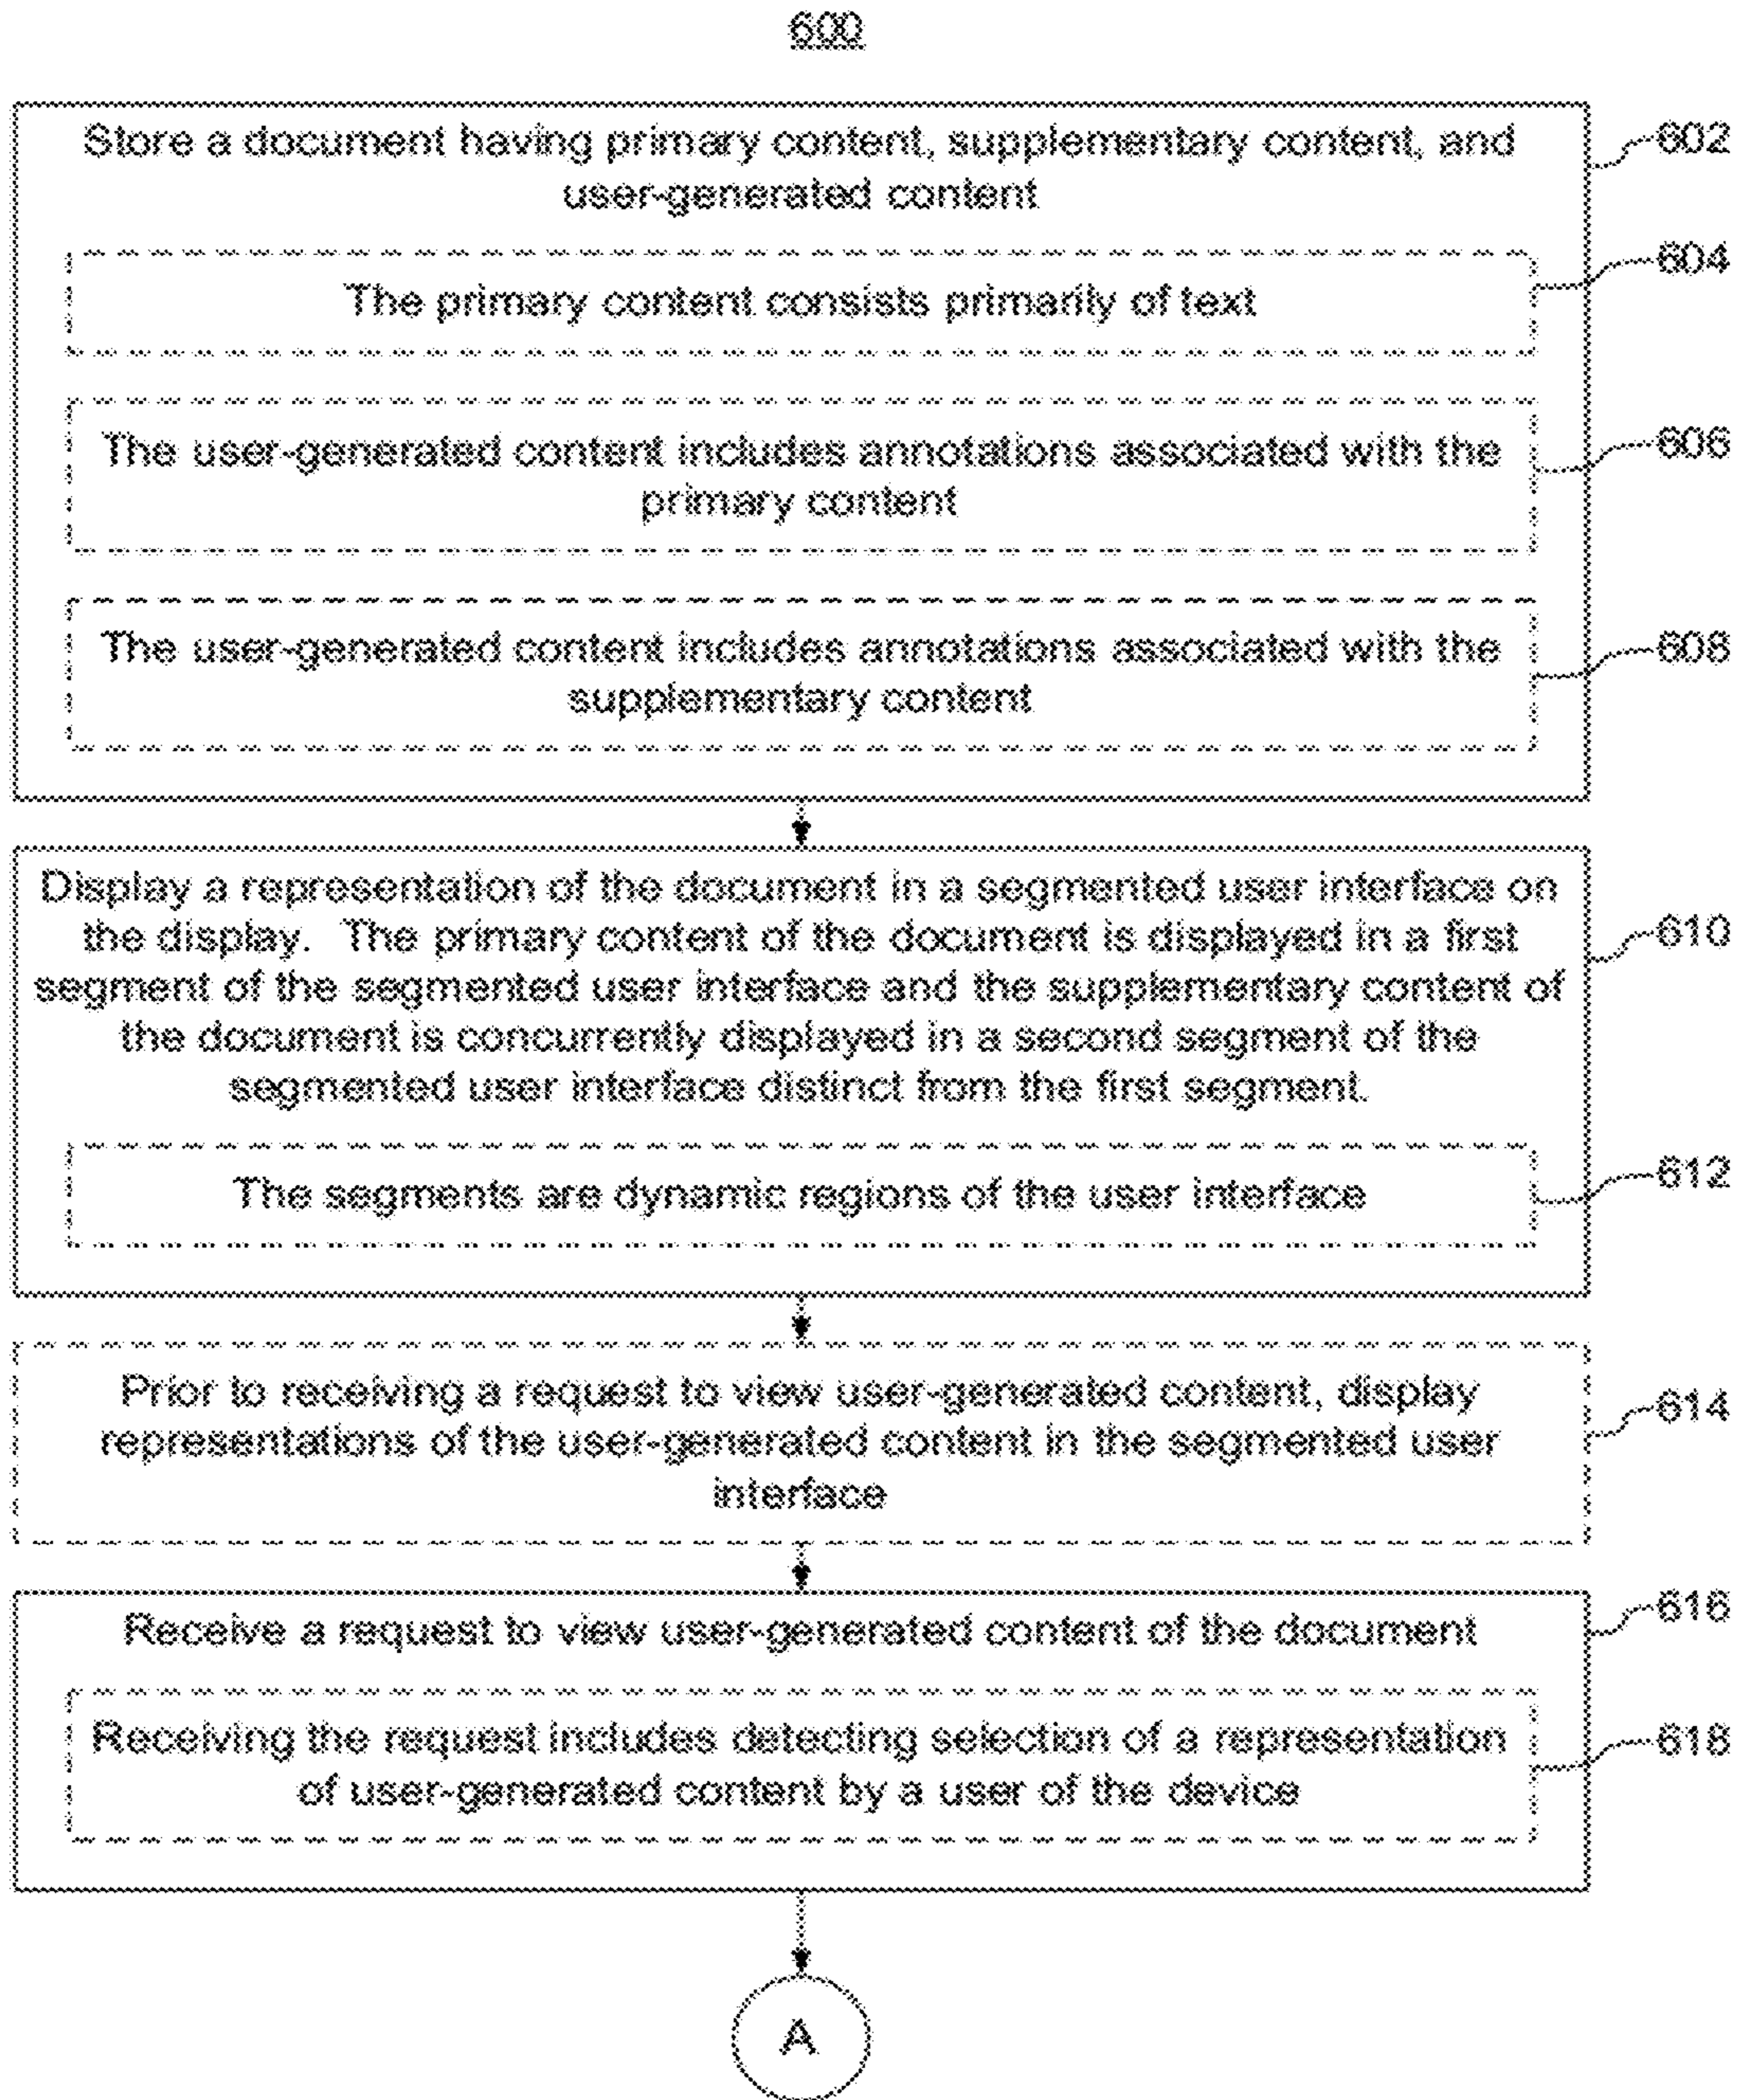 600
Store a document having primary content, supplementary content, and
user-generated content
602
The primary content consists primarily of text
604
The user-generated content includes annotations associated with the
primary content
606
The user-generated content includes annotations associated with the
supplementary content
608
Display a representation of the document in a segmented user interface on
the display. The primary content of the document is displayed in a first
segment of the segmented user interface and the supplementary content of
the document is concurrently displayed in a second segment of the
segmented user interface distinct from the first segment.
610
The segments are dynamic regions of the user interface
612
Prior to receiving a request to view user-generated content, display
representations of the user-generated content in the segmented user
interface
614
Receive a request to view user-generated content of the document
616
Receiving the request includes detecting selection of a representation
of user-generated content by a user of the device
618
A